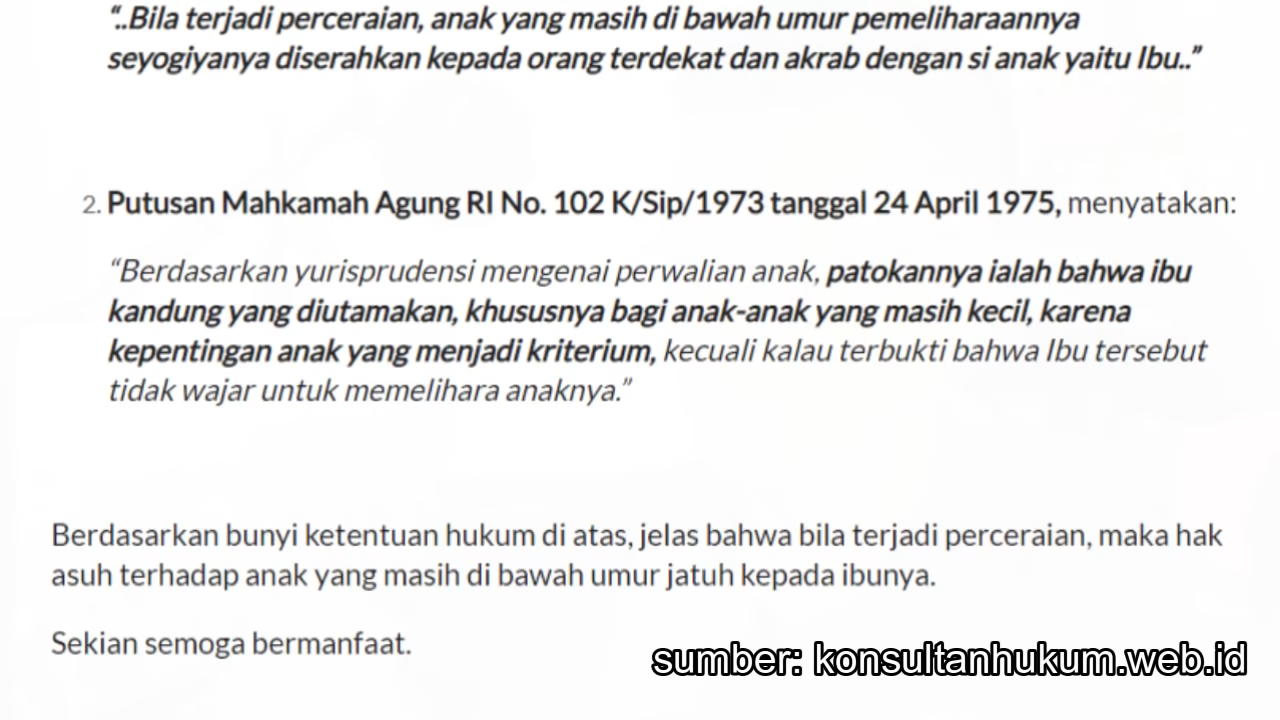 “..Bila terjadi perceraian, anak yang masih di bawah umur pemeliharaannya
seyogiyanya diserahkan kepada orang terdekat dan akrab dengan si anak yaitu Ibu..”
2. Putusan Mahkamah Agung RI No. 102 K/Sip/1973 tanggal 24 April 1975, menyatakan:
“Berdasarkan yurisprudensi mengenai perwalian anak, patokannya ialah bahwa ibu
kandung yang diutamakan, khususnya bagi anak-anak yang masih kecil, karena
kepentingan anak yang menjadi kriterium, kecuali kalau terbukti bahwa Ibu tersebut
tidak wajar untuk memelihara anaknya.”
Berdasarkan bunyi ketentuan hukum di atas, jelas bahwa bila terjadi perceraian, maka hak
asuh terhadap anak yang masih di bawah umur jatuh kepada ibunya.
Sekian semoga bermanfaat.
sumber: konsultanhukum.web.id